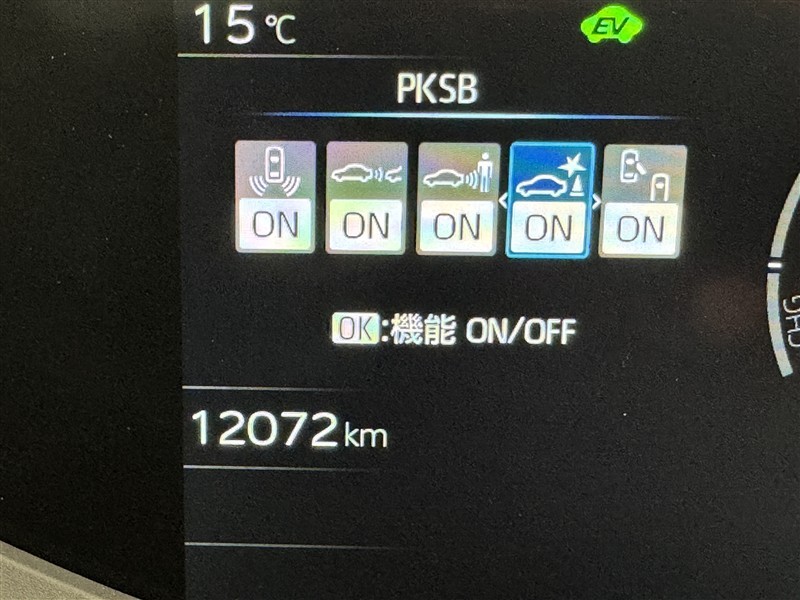 15℃ EV
PKSB
ON ON ON ON ON
OK:機能 ON/OFF
12072km